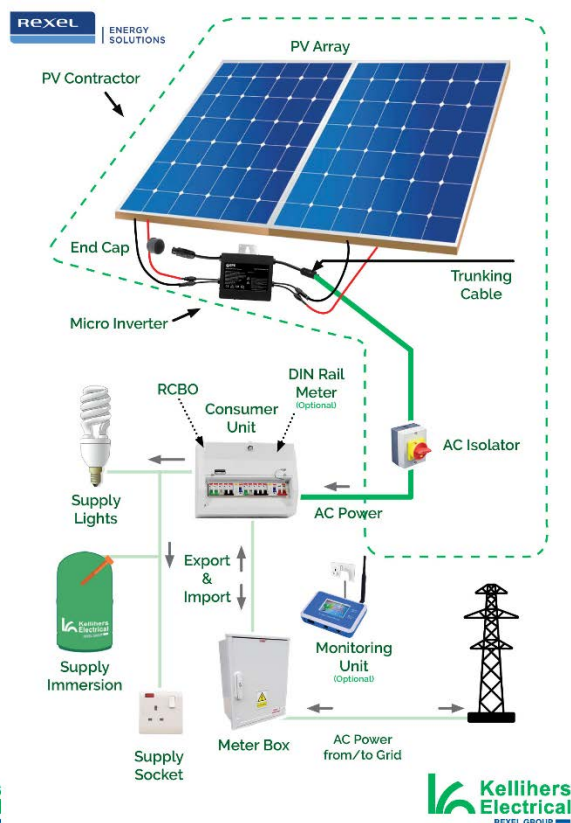 REXEL
ENERGY
SOLUTIONS
PV Array
PV Contractor
End Cap
Trunking
Cable
Micro Inverter
RCBO
DIN Rail
Meter
(Optional)
Consumer
Unit
AC Isolator
Supply
Lights
AC Power
Export
&
Import
Kellihers
Electrical
Monitoring
Unit
(Optional)
Supply
Immersion
Meter Box
AC Power
from/to Grid
Supply
Socket
Kellihers
Electrical
REXEL GROUP